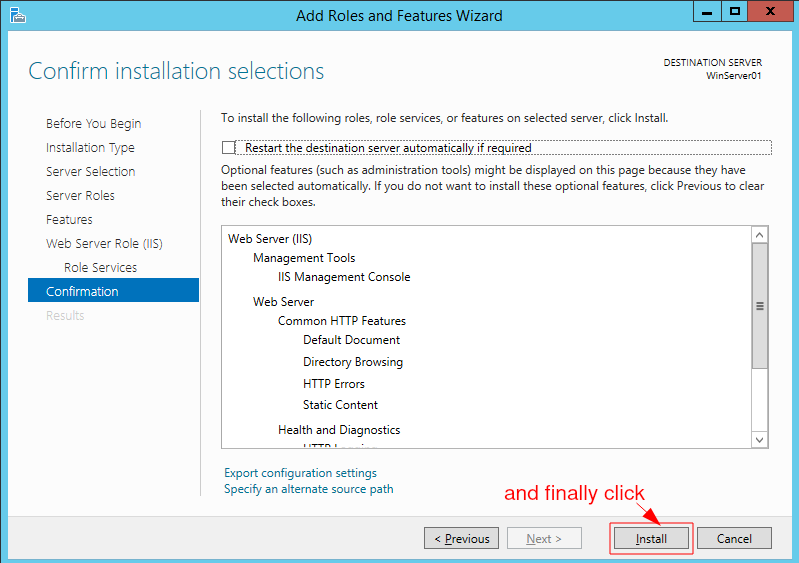 Add Roles and Features Wizard
Confirm installation selections
DESTINATION SERVER
WinServer01
Before You Begin
Installation Type
Server Selection
Server Roles
Features
Web Server Role (IIS)
Role Services
Confirmation
Results
To install the following roles, role services, or features on selected server, click Install.
Restart the destination server automatically if required
Optional features (such as administration tools) might be displayed on this page because they have
been selected automatically. If you do not want to install these optional features, click Previous to clear
their check boxes.
Web Server (IIS)
Management Tools
IIS Management Console
Web Server
Common HTTP Features
Default Document
Directory Browsing
HTTP Errors
Static Content
Health and Diagnostics
Export configuration settings
Specify an alternate source path
and finally click
< Previous
Next >
Install
Cancel